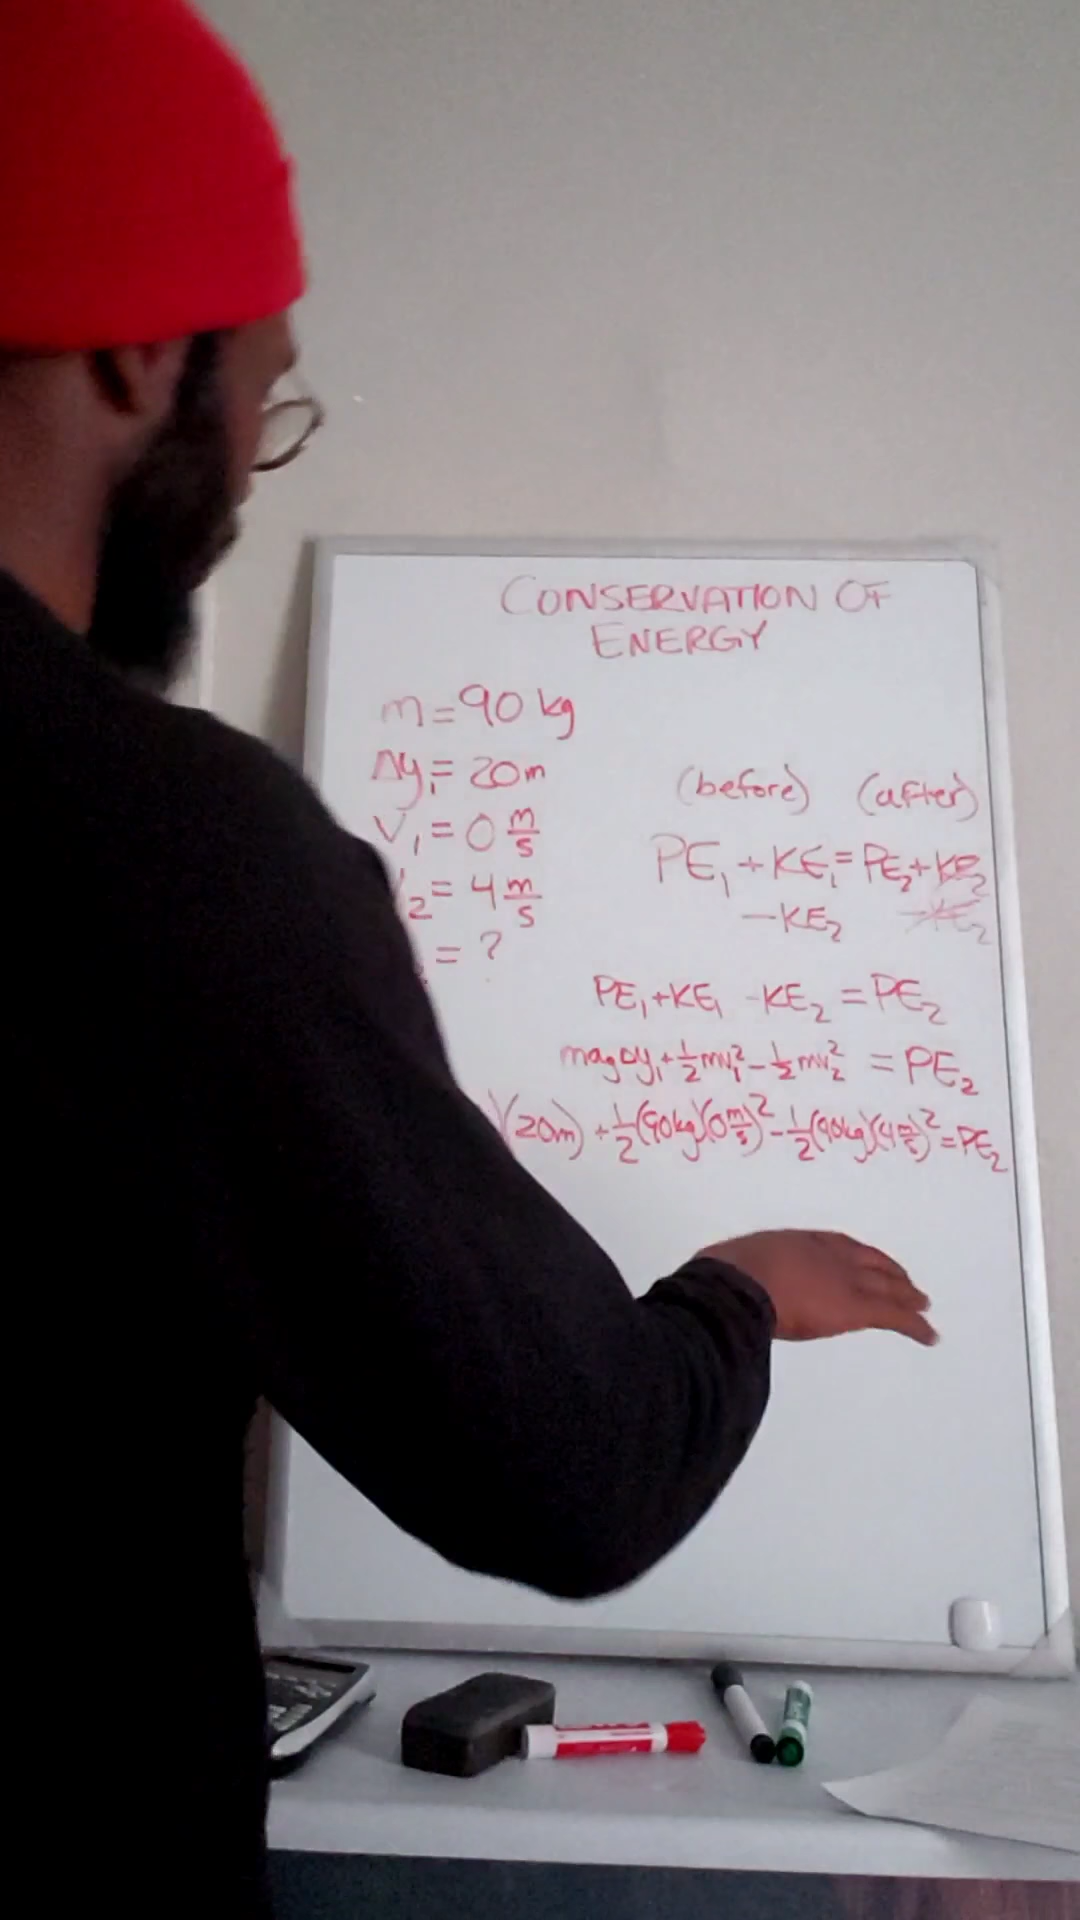 CONSERVATION OF
ENERGY
m = 90 kg
Δy₁ = 20m
V₁ = 0 m/s
₂ = 4 m/s
= ?
(before) (after)
PE₁ + KE₁ = PE₂ + KE₂
-KE₂ -KE₂
PE₁ + KE₁ - KE₂ = PE₂
magΔy₁ + ½mv₁² - ½mv₂² = PE₂
)(20m) + ½(90kg)(0 m/s)² - ½(90kg)(4 m/s)² = PE₂